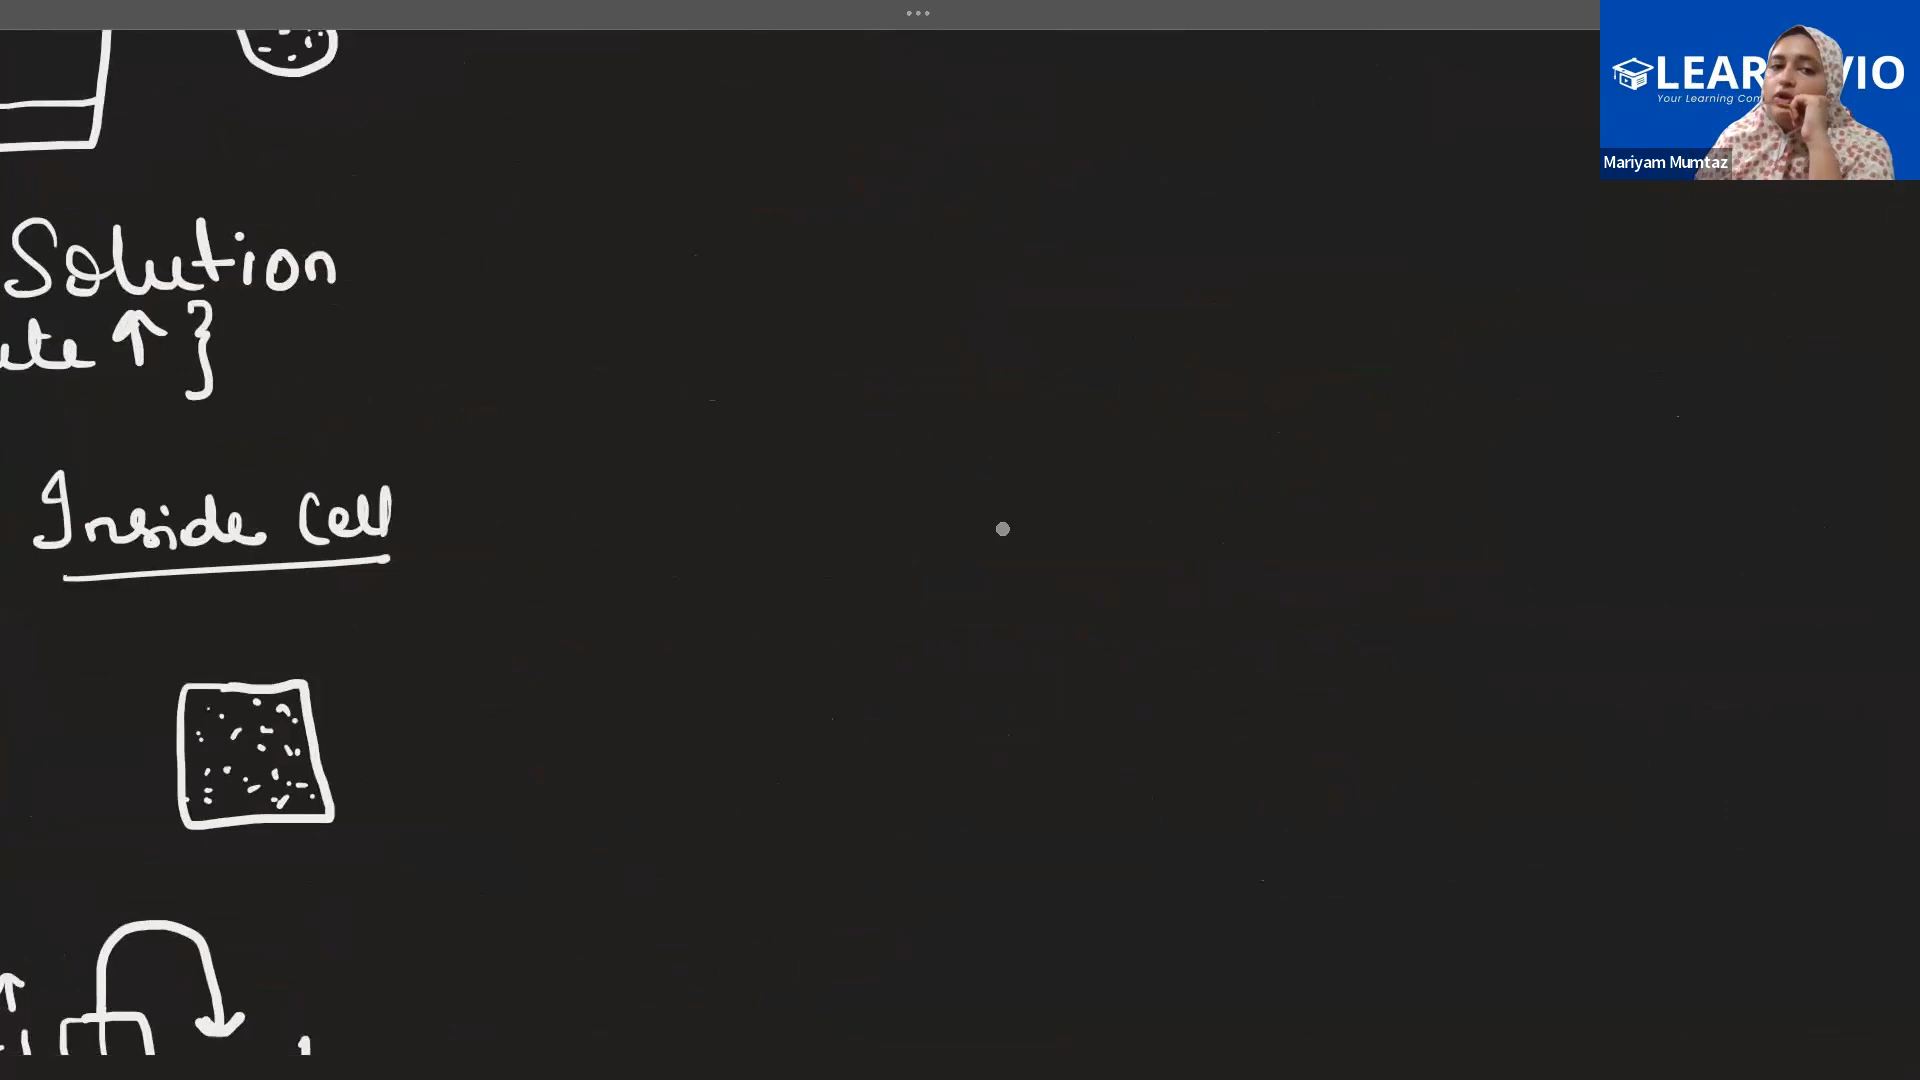 LEAR
VIO
Your Learning Com
Mariyam Mumtaz
Solution
ute ↑ }
Inside Cell